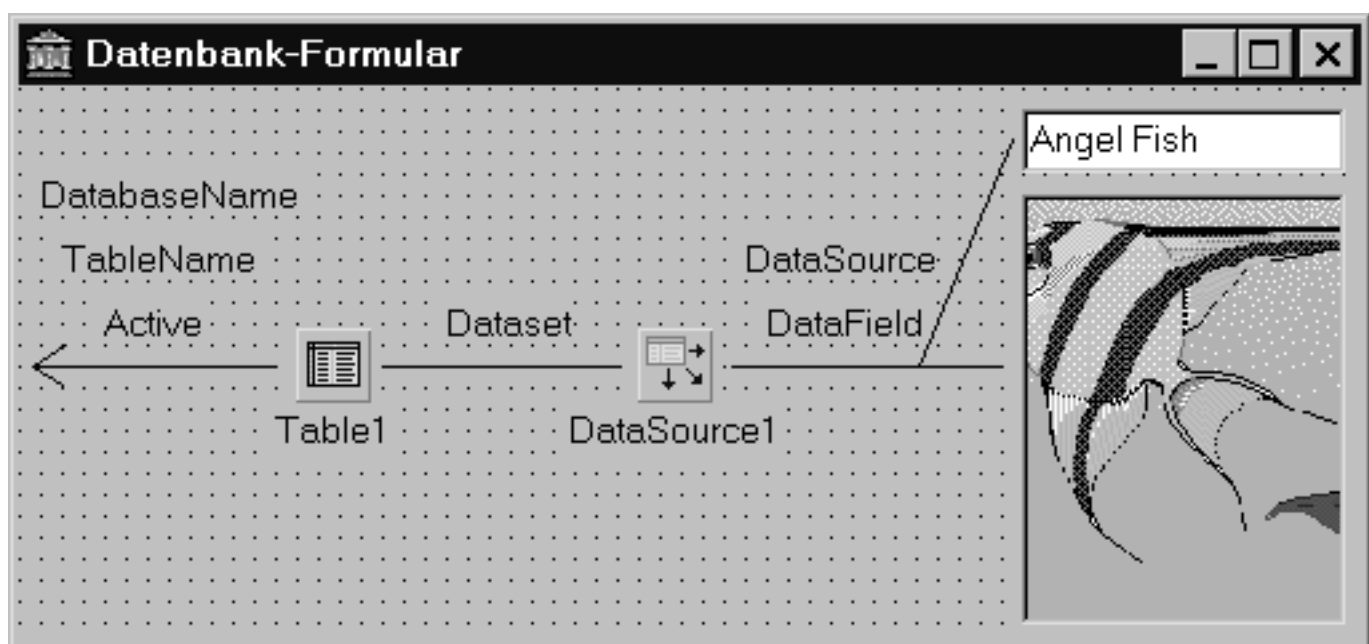 Datenbank-Formular
Angel Fish
DatabaseName
TableName
DataSource
Active
Dataset
DataField
Table1
DataSource1